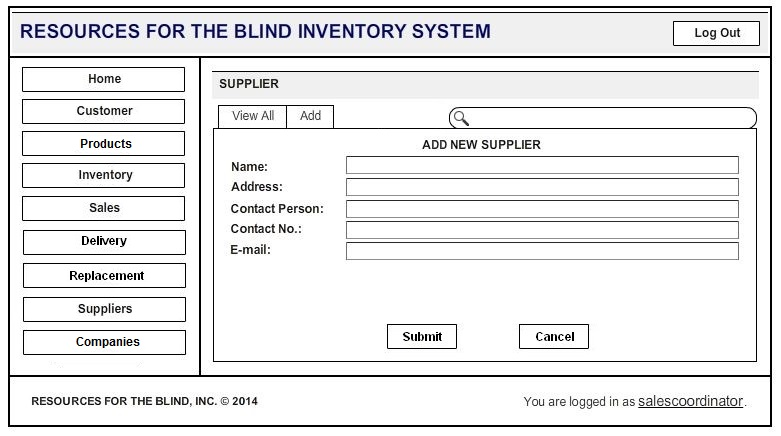 RESOURCES FOR THE BLIND INVENTORY SYSTEM
Log Out
Home
Customer
Products
Inventory
Sales
Delivery
Replacement
Suppliers
Companies
SUPPLIER
View All
Add
ADD NEW SUPPLIER
Name:
Address:
Contact Person:
Contact No.:
E-mail:
Submit
Cancel
RESOURCES FOR THE BLIND, INC. © 2014
You are logged in as salescoordinator.